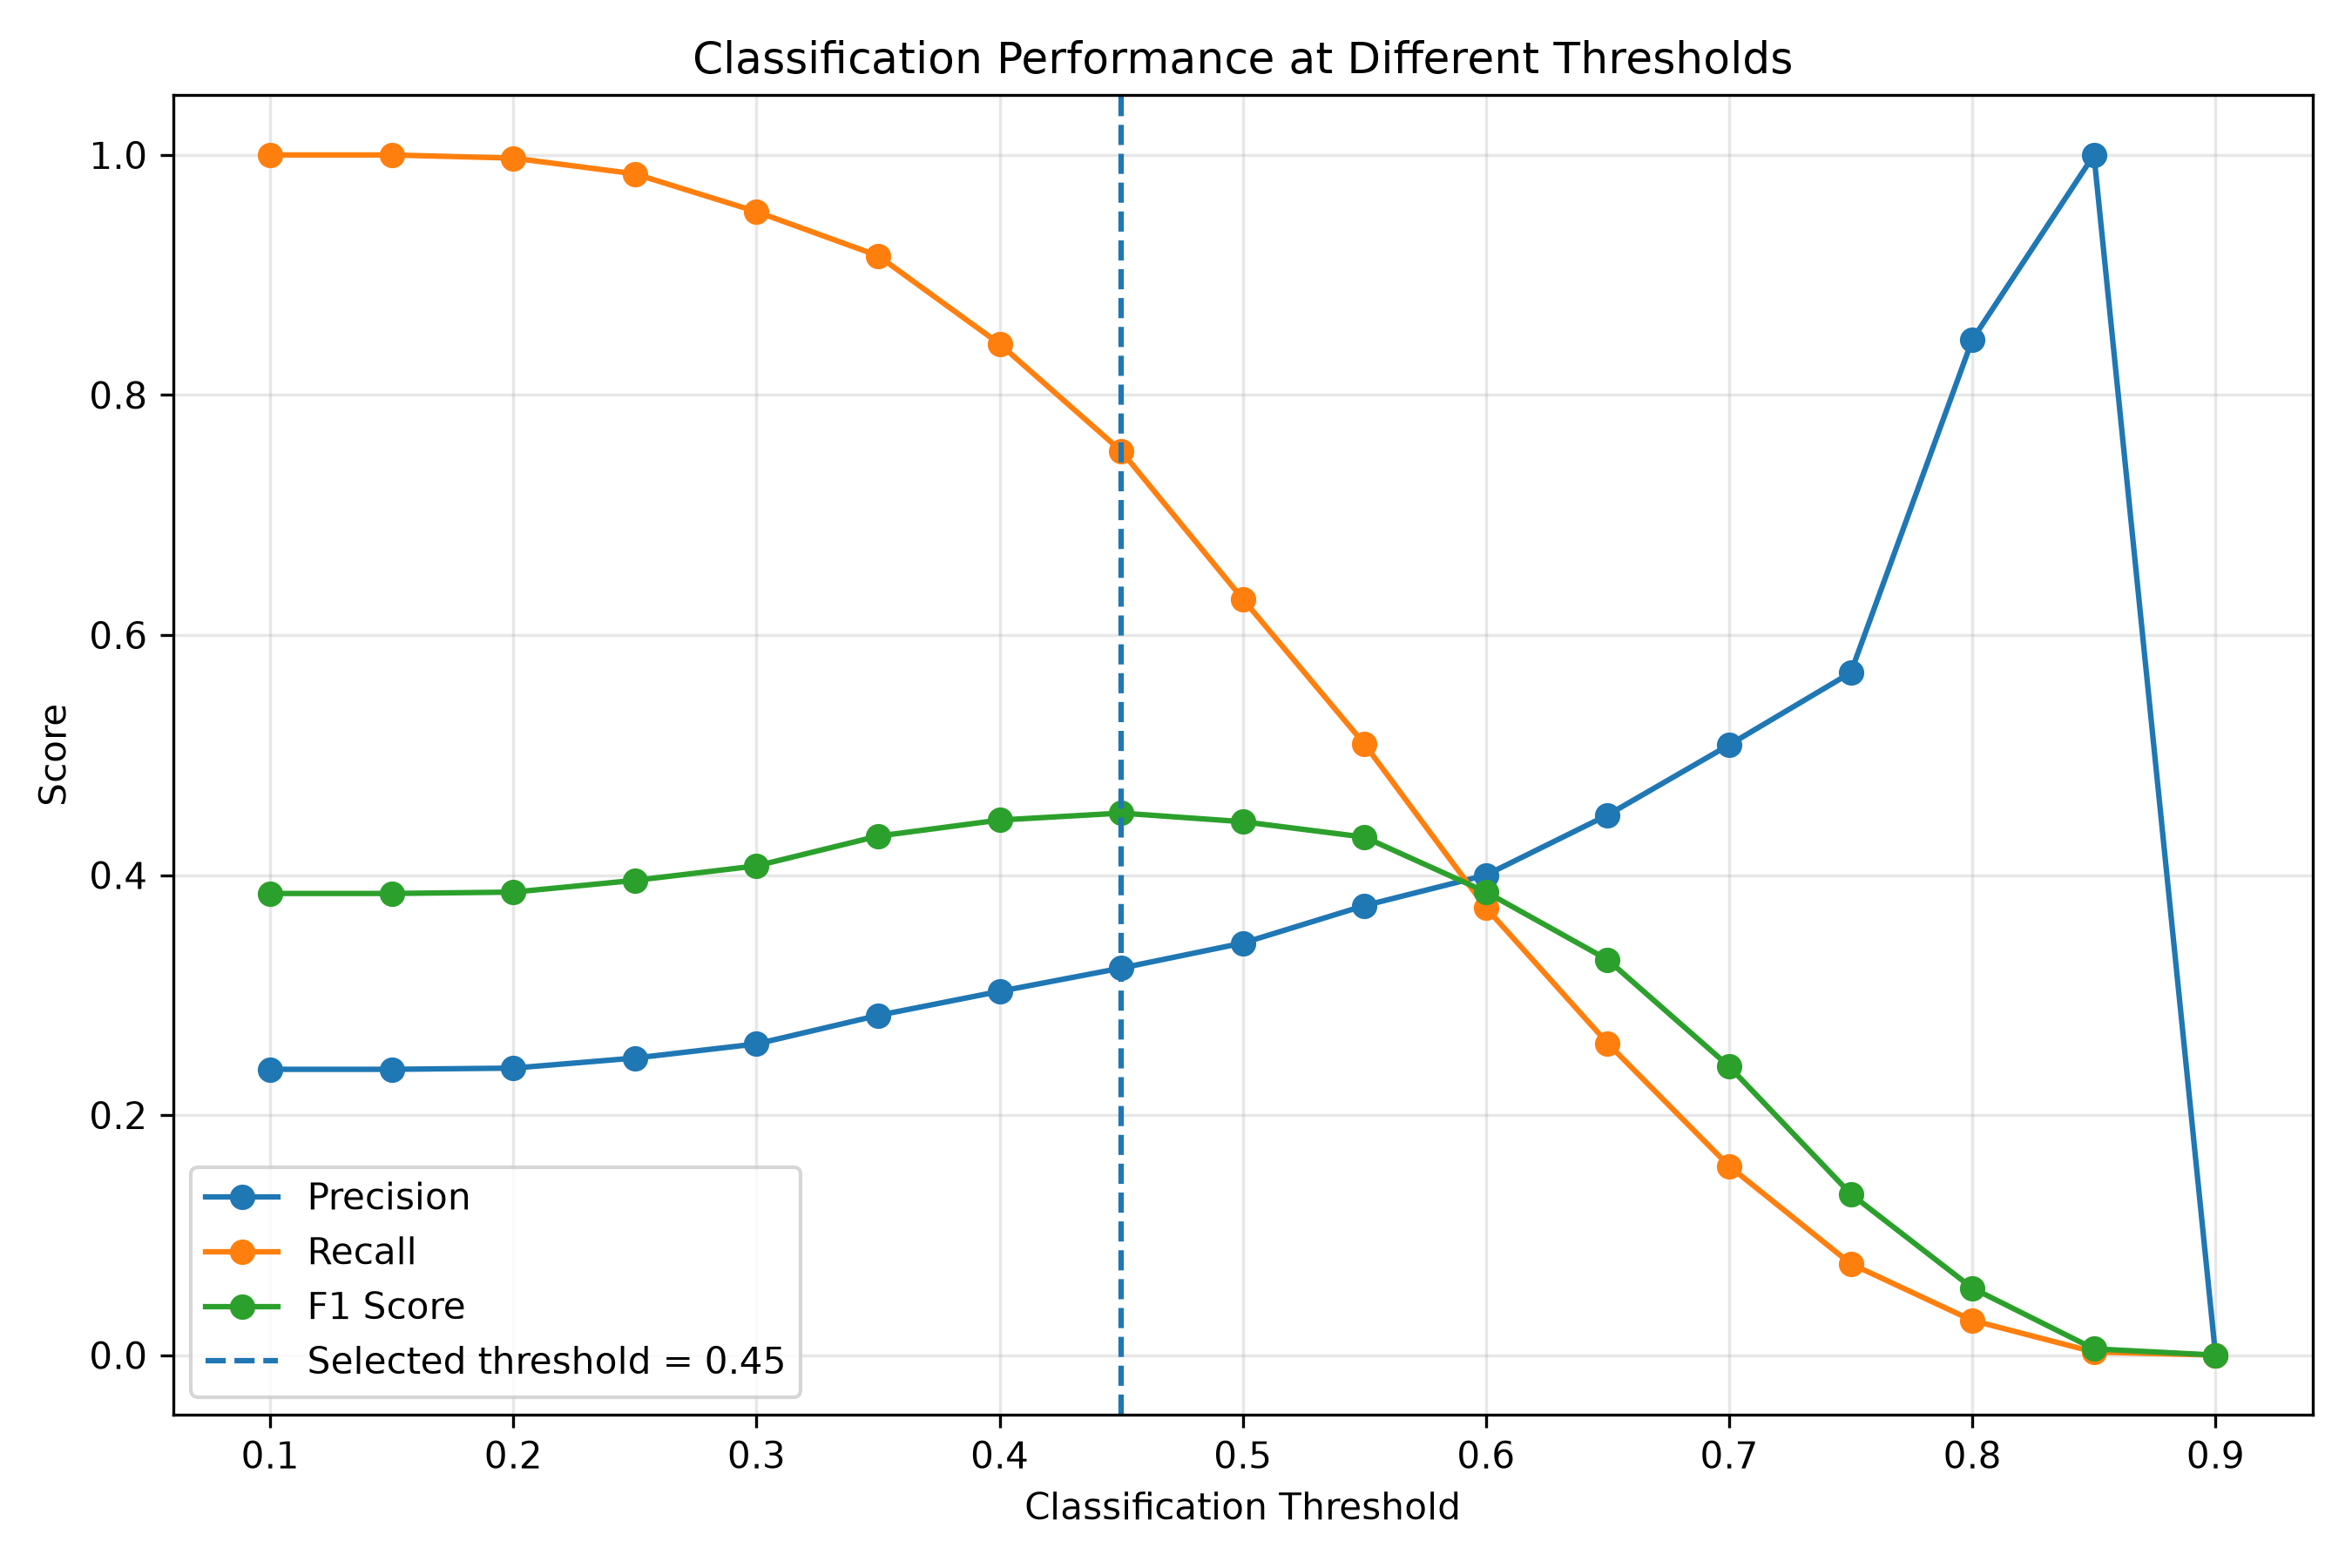 Classification Performance at Different Thresholds
1.0
0.8
0.6
0.4
0.2
0.0
Score
Precision
Recall
F1 Score
Selected threshold = 0.45
0.1 0.2 0.3 0.4 0.5 0.6 0.7 0.8 0.9
Classification Threshold